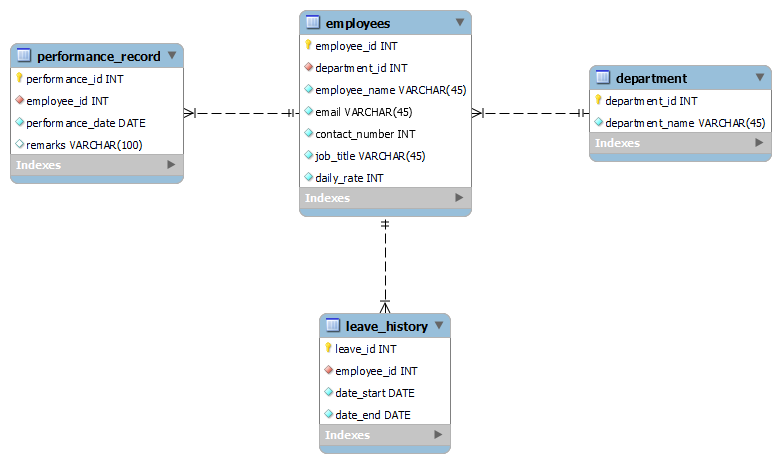 performance_record
performance_id INT
employee_id INT
performance_date DATE
remarks VARCHAR(100)
Indexes
employees
employee_id INT
department_id INT
employee_name VARCHAR(45)
email VARCHAR(45)
contact_number INT
job_title VARCHAR(45)
daily_rate INT
Indexes
department
department_id INT
department_name VARCHAR(45)
Indexes
leave_history
leave_id INT
employee_id INT
date_start DATE
date_end DATE
Indexes